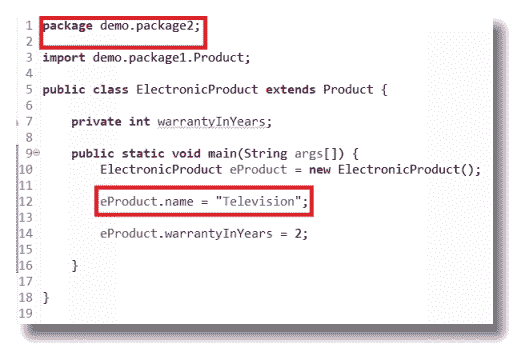 1 package demo.package2;
2
3 import demo.package1.Product;
4
5 public class ElectronicProduct extends Product {
6
7 private int warrantyInYears;
8
9 public static void main(String args[]) {
10 ElectronicProduct eProduct = new ElectronicProduct();
11
12 eProduct.name = "Television";
13
14 eProduct.warrantyInYears = 2;
15
16 }
17
18 }
19